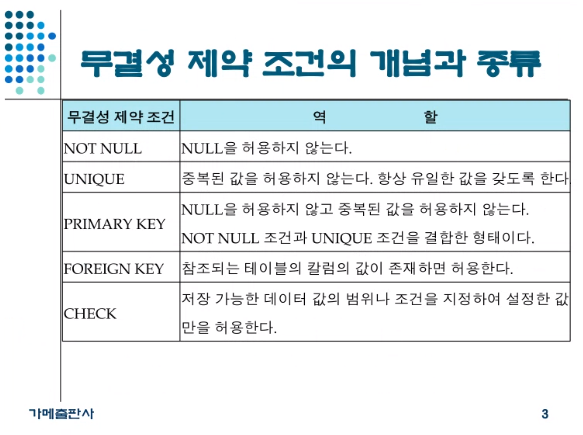 무결성 제약 조건의 개념과 종류
무결성 제약 조건 역 할
NOT NULL NULL을 허용하지 않는다.
UNIQUE 중복된 값을 허용하지 않는다. 항상 유일한 값을 갖도록 한다.
PRIMARY KEY NULL을 허용하지 않고 중복된 값을 허용하지 않는다.
NOT NULL 조건과 UNIQUE 조건을 결합한 형태이다.
FOREIGN KEY 참조되는 테이블의 칼럼의 값이 존재하면 허용한다.
CHECK 저장 가능한 데이터 값의 범위나 조건을 지정하여 설정한 값
만을 허용한다.
가메출판사 3